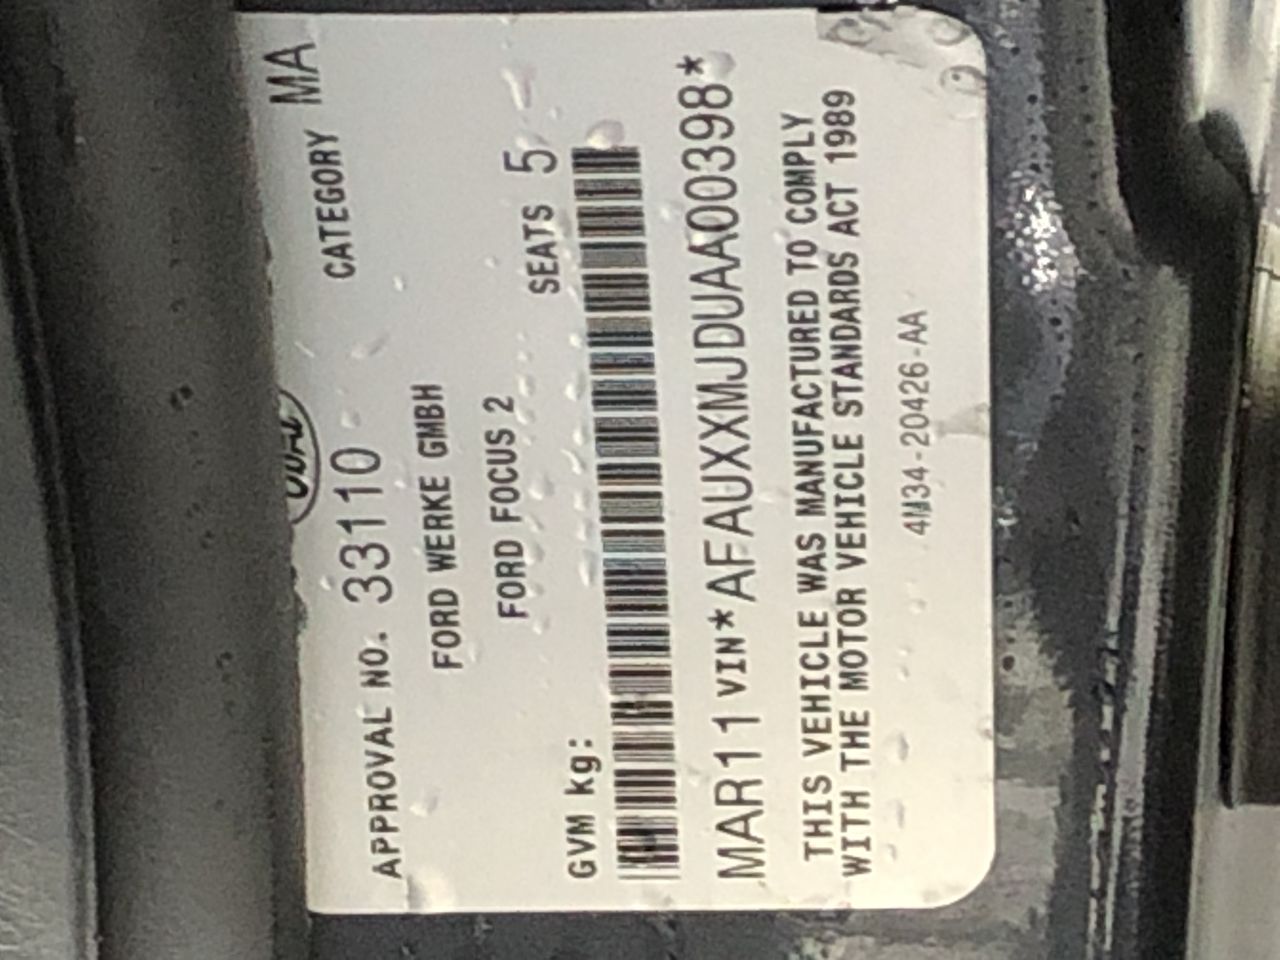 APPROVAL NO. 33110 CATEGORY MA
FORD WERKE GMBH
FORD FOCUS 2
GVM kg: SEATS 5
MAR11 VIN*AFAUXXMJDUAA00398*
THIS VEHICLE WAS MANUFACTURED TO COMPLY
WITH THE MOTOR VEHICLE STANDARDS ACT 1989
4M34-20426-AA